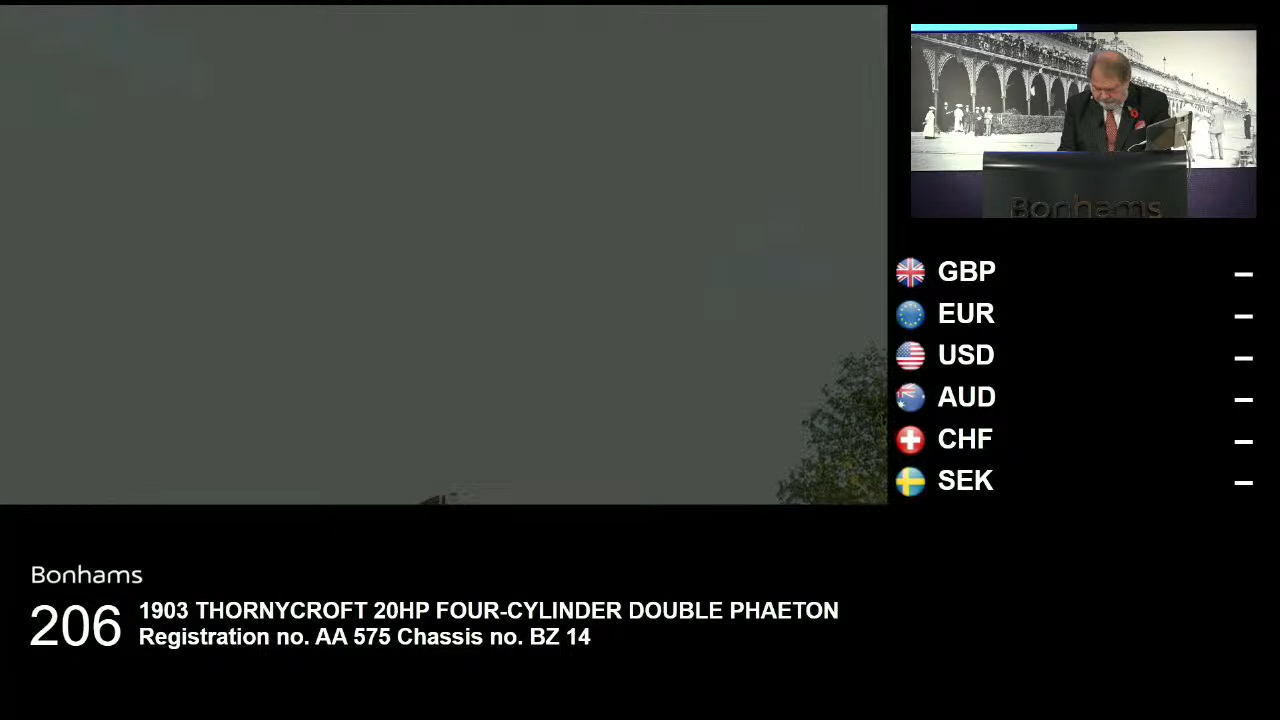 Bonhams
GBP –
EUR –
USD –
AUD –
CHF –
SEK –
Bonhams
206
1903 THORNYCROFT 20HP FOUR-CYLINDER DOUBLE PHAETON
Registration no. AA 575 Chassis no. BZ 14